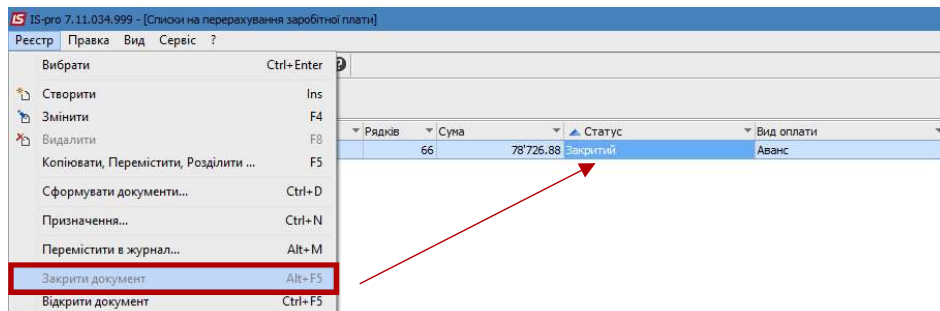 IS-pro 7.11.034.999 - [Списки на перерахування заробітної плати]
Реєстр Правка Вид Сервіс ?
Вибрати Ctrl+Enter
Створити Ins
Змінити F4
Видалити F8
Копіювати, Перемістити, Розділити ... F5
Сформувати документи... Ctrl+D
Призначення... Ctrl+N
Перемістити в журнал... Alt+M
Закрити документ Alt+F5
Відкрити документ Ctrl+F5
Рядків Сума Статус Вид оплати
66 78'726.88 Закритий Аванс